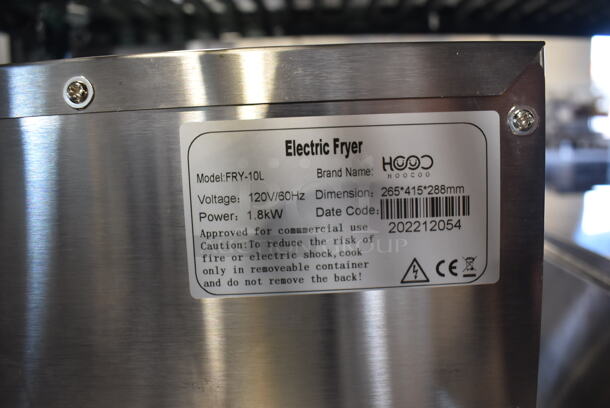 Electric Fryer
Model:FRY-10L Brand Name: HOOCOO
Voltage: 120V/60Hz Dimension: 265*415*288mm
Power: 1.8kW Date Code:
202212054
Approved for commercial use
Caution:To reduce the risk of
fire or electric shock,cook
only in removeable container
and do not remove the back!
CE
GROUP